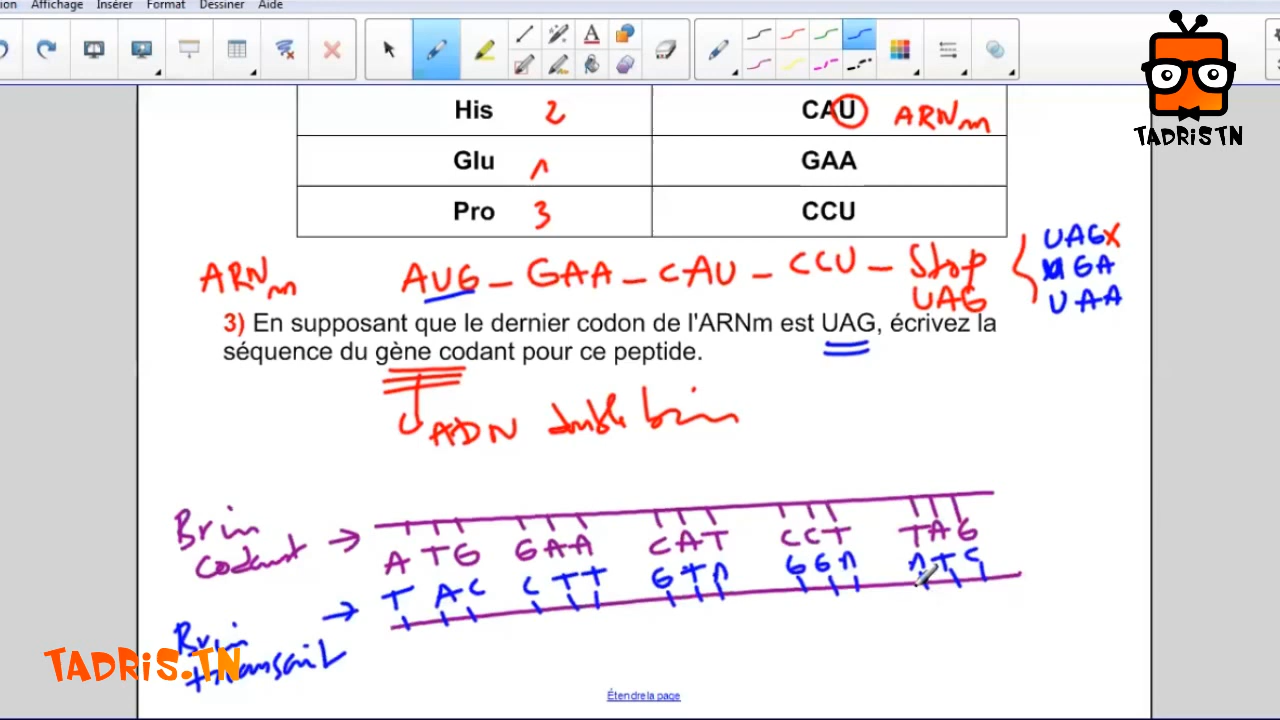 Affichage Insérer Format Dessiner Aide
TADRISTN
His 2 CAU ARNm
Glu 1 GAA
Pro 3 CCU
ARNm AUG - GAA - CAU - CCU - Stop
UAG
UAG X
UGA
UAA
3) En supposant que le dernier codon de l'ARNm est UAG, écrivez la
séquence du gène codant pour ce peptide.
ADN double brin
Brin
codant → ATG GAA CAT CCT TAG
Brin
transcrit → TAC CTT GTA GGA ATC
TADRIS.TN
Étendre la page